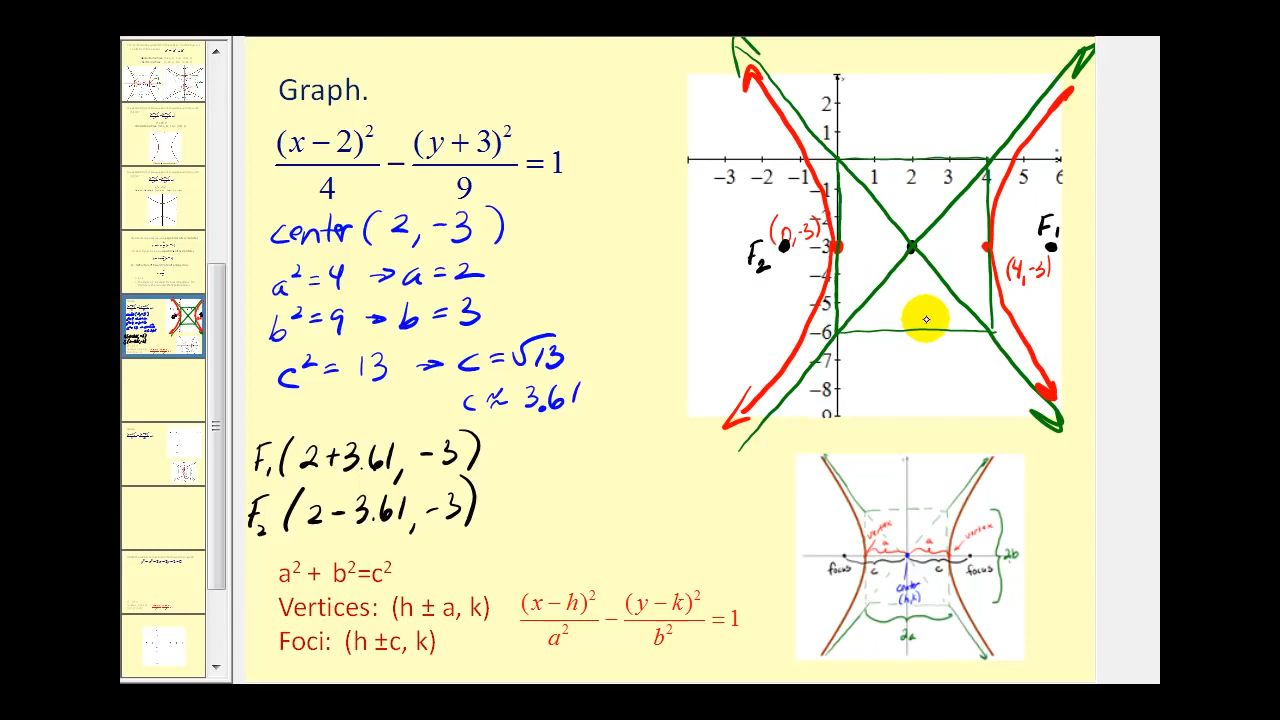 Graph.
(x − 2)²/4 − (y + 3)²/9 = 1
center (2, -3)
a² = 4 → a = 2
b² = 9 → b = 3
c² = 13 → c = √13
c ≈ 3.61
F₁ (2+3.61, -3)
F₂ (2-3.61, -3)
a² + b²=c²
Vertices: (h ± a, k)
Foci: (h ±c, k)
(x − h)²/a² − (y − k)²/b² = 1
y
2
1
−3 −2 −1 1 2 4 5 6
−1
−2
−3
−4
−5
−6
−7
−8
9
(0, -3)
F₂
F₁
(4, -3)
vertex
vertex
a
a
2b
focus
c
c
focus
center
(h,k)
2a